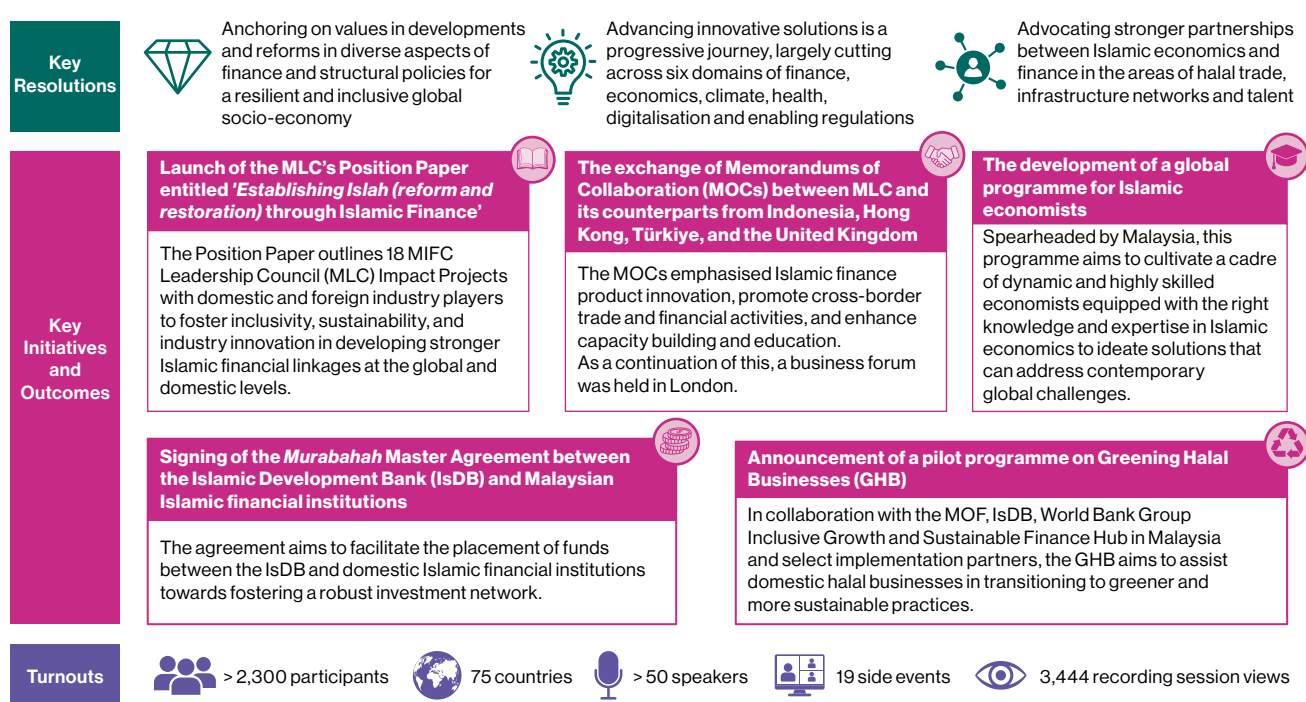 Key
Resolutions
Anchoring on values in developments
and reforms in diverse aspects of
finance and structural policies for
a resilient and inclusive global
socio-economy
Advancing innovative solutions is a
progressive journey, largely cutting
across six domains of finance,
economics, climate, health,
digitalisation and enabling regulations
Advocating stronger partnerships
between Islamic economics and
finance in the areas of halal trade,
infrastructure networks and talent
Key
Initiatives
and
Outcomes
Launch of the MLC's Position Paper
entitled 'Establishing Islah (reform and
restoration) through Islamic Finance'
The Position Paper outlines 18 MIFC
Leadership Council (MLC) Impact Projects
with domestic and foreign industry players
to foster inclusivity, sustainability, and
industry innovation in developing stronger
Islamic financial linkages at the global and
domestic levels.
The exchange of Memorandums of
Collaboration (MOCs) between MLC and
its counterparts from Indonesia, Hong
Kong, Türkiye, and the United Kingdom
The MOCs emphasised Islamic finance
product innovation, promote cross-border
trade and financial activities, and enhance
capacity building and education.
As a continuation of this, a business forum
was held in London.
The development of a global
programme for Islamic
economists
Spearheaded by Malaysia, this
programme aims to cultivate a cadre
of dynamic and highly skilled
economists equipped with the right
knowledge and expertise in Islamic
economics to ideate solutions that
can address contemporary
global challenges.
Signing of the Murabahah Master Agreement between
the Islamic Development Bank (IsDB) and Malaysian
Islamic financial institutions
The agreement aims to facilitate the placement of funds
between the IsDB and domestic Islamic financial institutions
towards fostering a robust investment network.
Announcement of a pilot programme on Greening Halal
Businesses (GHB)
In collaboration with the MOF, IsDB, World Bank Group
Inclusive Growth and Sustainable Finance Hub in Malaysia
and select implementation partners, the GHB aims to assist
domestic halal businesses in transitioning to greener and
more sustainable practices.
Turnouts
> 2,300 participants
75 countries
> 50 speakers
19 side events
3,444 recording session views